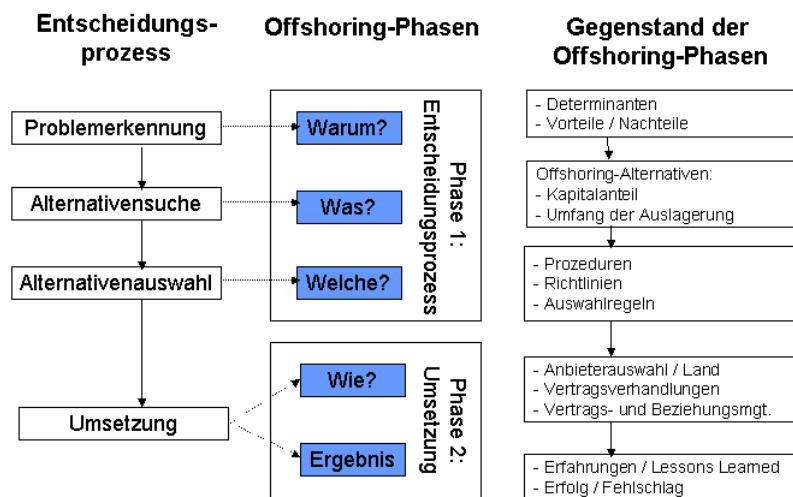 Entscheidungs-
prozess
Problemerkennung
Alternativensuche
Alternativenauswahl
Umsetzung
Offshoring-Phasen
Warum?
Was?
Welche?
Phase 1:
Entscheidungsprozess
Wie?
Ergebnis
Phase 2:
Umsetzung
Gegenstand der
Offshoring-Phasen
- Determinanten
- Vorteile / Nachteile
Offshoring-Alternativen:
- Kapitalanteil
- Umfang der Auslagerung
- Prozeduren
- Richtlinien
- Auswahlregeln
- Anbieterauswahl / Land
- Vertragsverhandlungen
- Vertrags- und Beziehungsmgt.
- Erfahrungen / Lessons Learned
- Erfolg / Fehlschlag